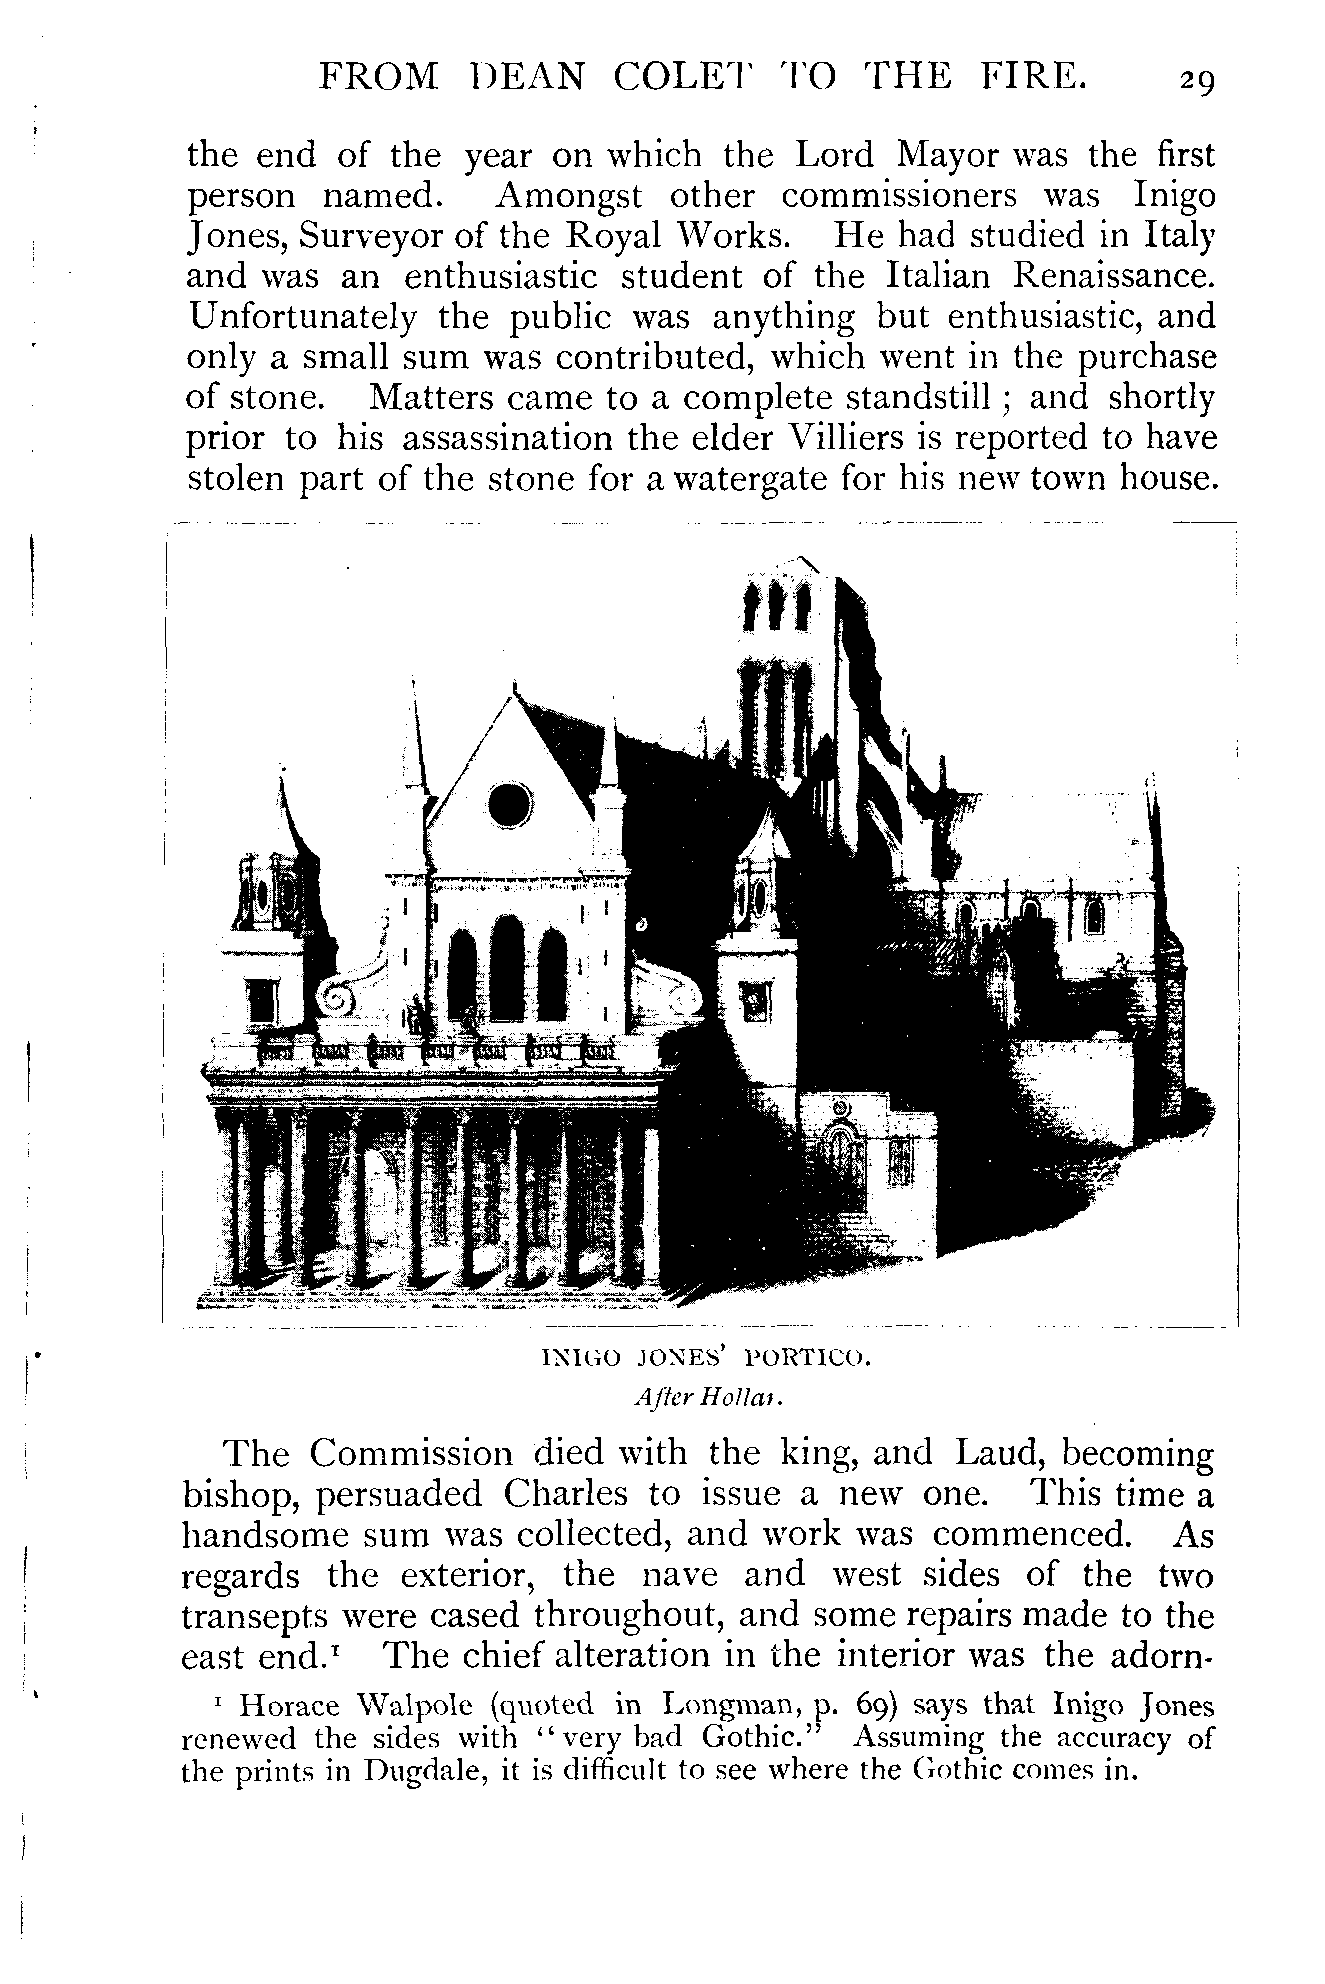 FROM DEAN COLET TO THE FIRE. 29
the end of the year on which the Lord Mayor was the first
person named. Amongst other commissioners was Inigo
Jones, Surveyor of the Royal Works. He had studied in Italy
and was an enthusiastic student of the Italian Renaissance.
Unfortunately the public was anything but enthusiastic, and
only a small sum was contributed, which went in the purchase
of stone. Matters came to a complete standstill ; and shortly
prior to his assassination the elder Villiers is reported to have
stolen part of the stone for a watergate for his new town house.
INIGO JONES' PORTICO.
After Hollar.
The Commission died with the king, and Laud, becoming
bishop, persuaded Charles to issue a new one. This time a
handsome sum was collected, and work was commenced. As
regards the exterior, the nave and west sides of the two
transepts were cased throughout, and some repairs made to the
east end.¹ The chief alteration in the interior was the adorn-
¹ Horace Walpole (quoted in Longman, p. 69) says that Inigo Jones
renewed the sides with “very bad Gothic.” Assuming the accuracy of
the prints in Dugdale, it is difficult to see where the Gothic comes in.